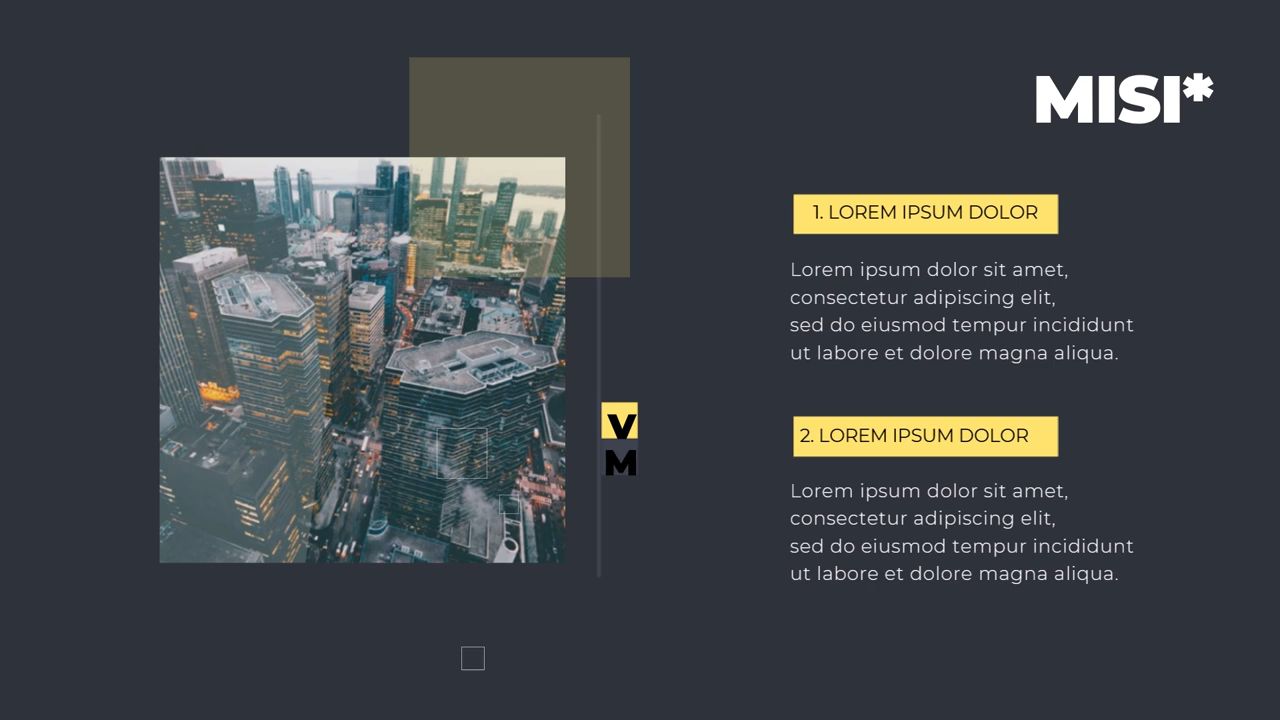 MISI*
1. LOREM IPSUM DOLOR
Lorem ipsum dolor sit amet,
consectetur adipiscing elit,
sed do eiusmod tempur incididunt
ut labore et dolore magna aliqua.
V
M
2. LOREM IPSUM DOLOR
Lorem ipsum dolor sit amet,
consectetur adipiscing elit,
sed do eiusmod tempur incididunt
ut labore et dolore magna aliqua.